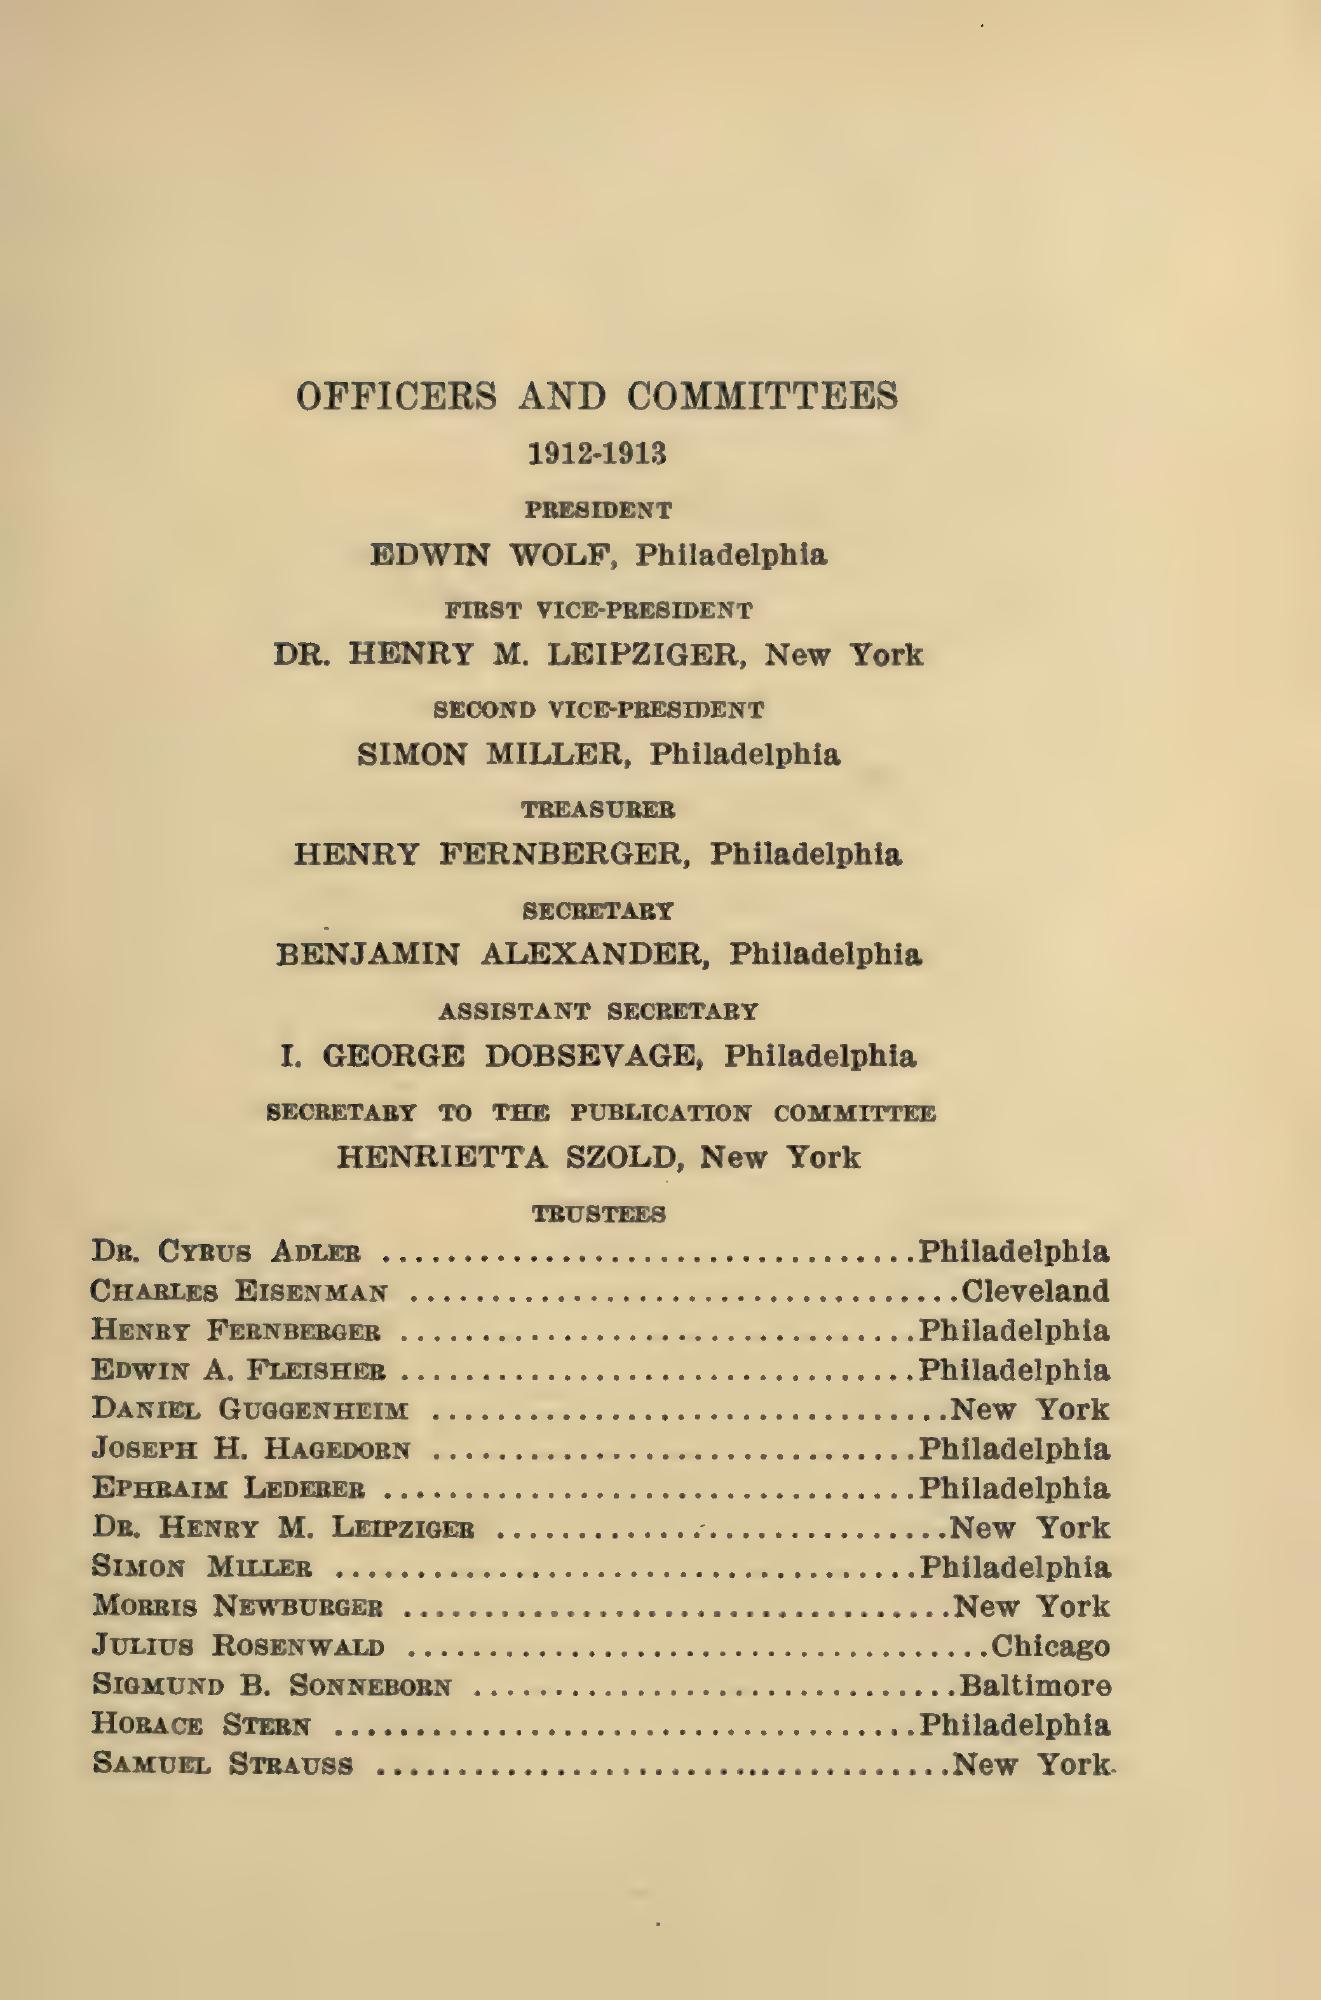 OFFICERS AND COMMITTEES
1912-1913
PRESIDENT
EDWIN WOLF, Philadelphia
FIRST VICE-PRESIDENT
DR. HENRY M. LEIPZIGER, New York
SECOND VICE-PRESIDENT
SIMON MILLER, Philadelphia
TREASURER
HENRY FERNBERGER, Philadelphia
SECRETARY
BENJAMIN ALEXANDER, Philadelphia
ASSISTANT SECRETARY
I. GEORGE DOBSEVAGE, Philadelphia
SECRETARY TO THE PUBLICATION COMMITTEE
HENRIETTA SZOLD, New York
TRUSTEES
DR. CYRUS ADLER ................................. Philadelphia
CHARLES EISENMAN .................................. Cleveland
HENRY FERNBERGER ................................ Philadelphia
EDWIN A. FLEISHER ................................ Philadelphia
DANIEL GUGGENHEIM ................................ New York
JOSEPH H. HAGEDORN .............................. Philadelphia
EPHRAIM LEDERER ................................. Philadelphia
DR. HENRY M. LEIPZIGER ............................ New York
SIMON MILLER .................................... Philadelphia
MORRIS NEWBURGER .................................. New York
JULIUS ROSENWALD .................................... Chicago
SIGMUND B. SONNEBORN .............................. Baltimore
HORACE STERN .................................... Philadelphia
SAMUEL STRAUSS .................................... New York